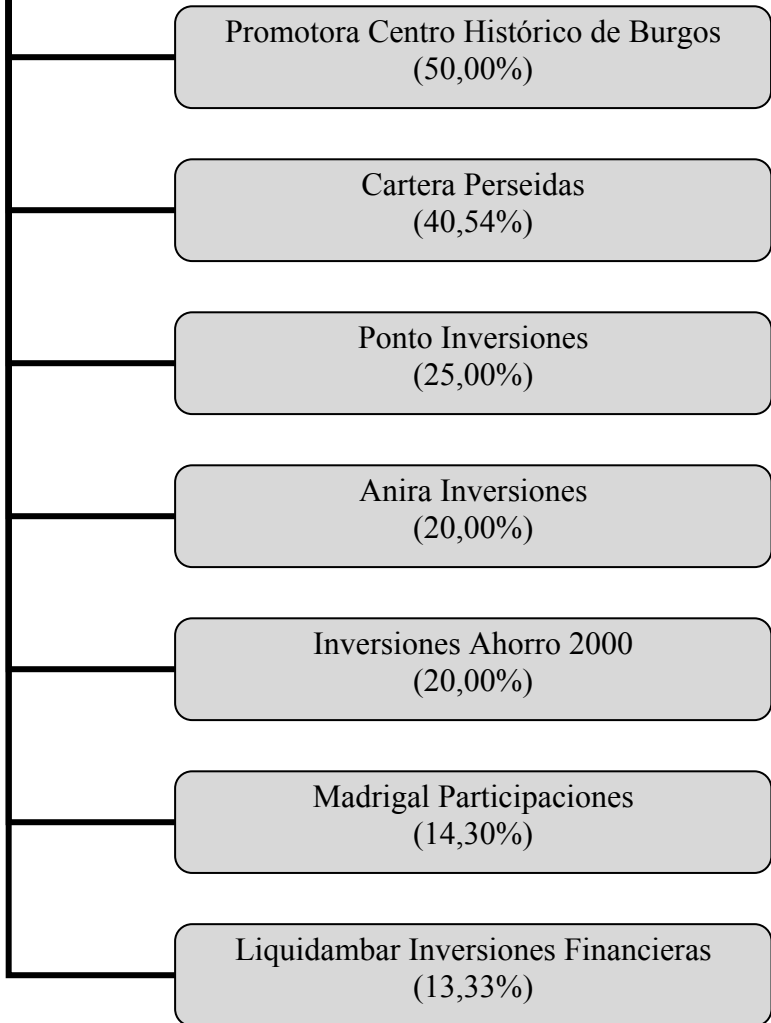 Promotora Centro Histórico de Burgos
(50,00%)
Cartera Perseidas
(40,54%)
Ponto Inversiones
(25,00%)
Anira Inversiones
(20,00%)
Inversiones Ahorro 2000
(20,00%)
Madrigal Participaciones
(14,30%)
Liquidambar Inversiones Financieras
(13,33%)